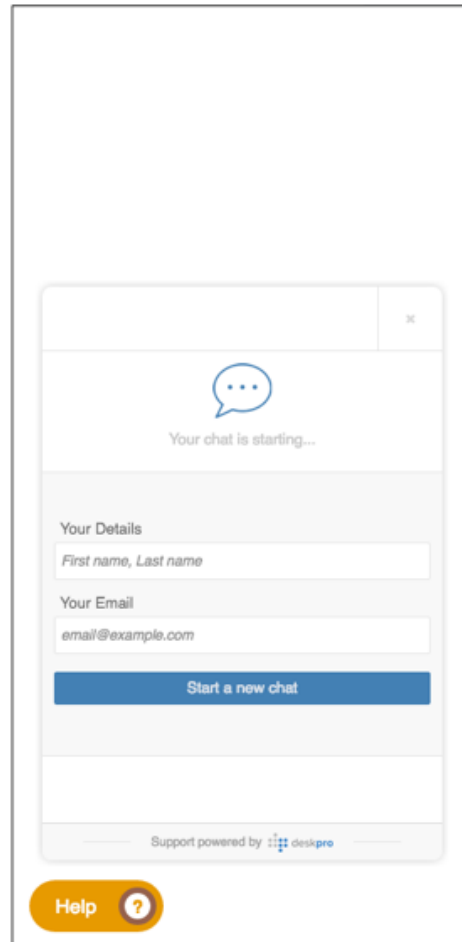 ×
Your chat is starting...
Your Details
First name, Last name
Your Email
email@example.com
Start a new chat
Support powered by deskpro
Help ?